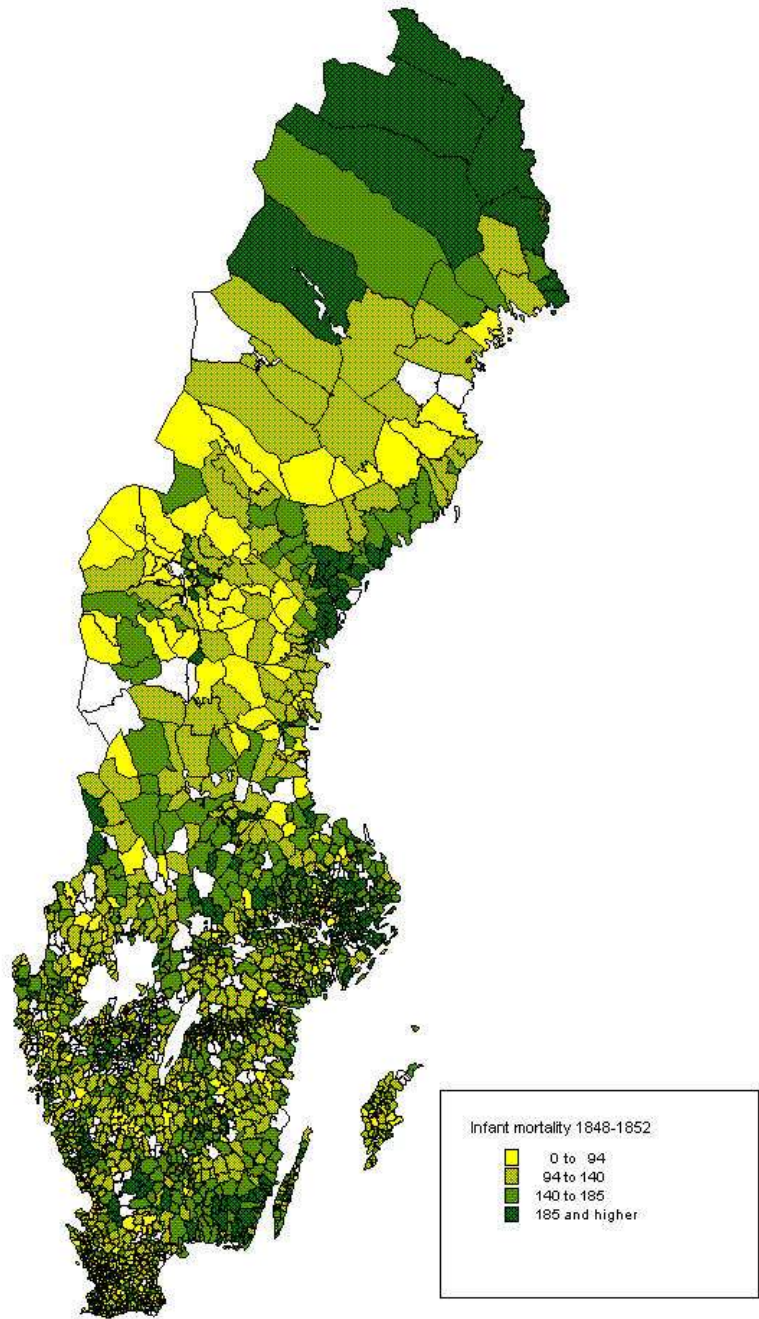 Infant mortality 1848-1852
0 to 94
94 to 140
140 to 185
185 and higher